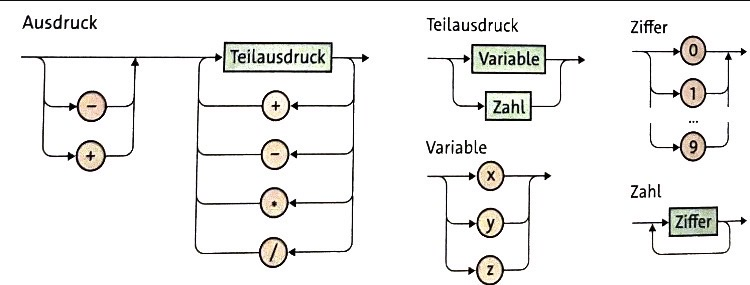 Ausdruck
Teilausdruck
-
+
+
-
*
/
Teilausdruck
Variable
Zahl
Variable
x
y
z
Ziffer
0
1
...
9
Zahl
Ziffer